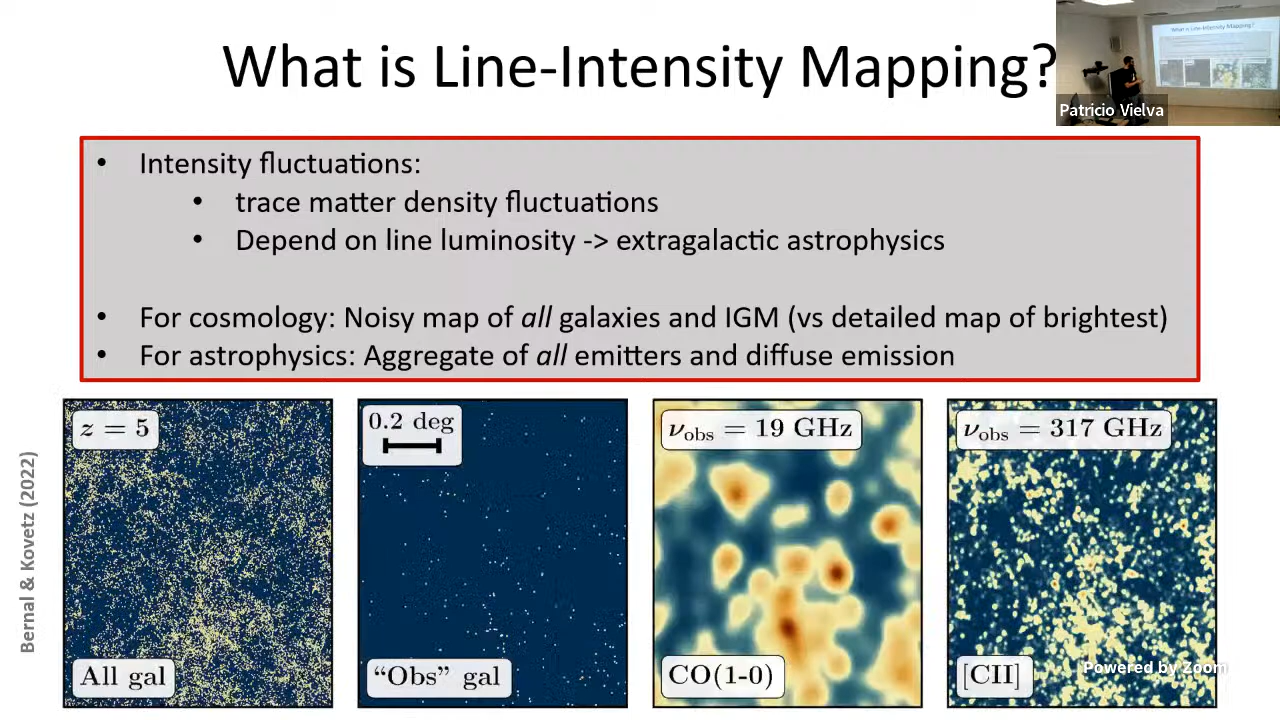 What is Line-Intensity Mapping?
Patricio Vielva
• Intensity fluctuations:
• trace matter density fluctuations
• Depend on line luminosity -> extragalactic astrophysics
• For cosmology: Noisy map of all galaxies and IGM (vs detailed map of brightest)
• For astrophysics: Aggregate of all emitters and diffuse emission
Bernal & Kovetz (2022)
z = 5
All gal
0.2 deg
“Obs” gal
νobs = 19 GHz
CO(1-0)
νobs = 317 GHz
[CII]
Powered by Zoom